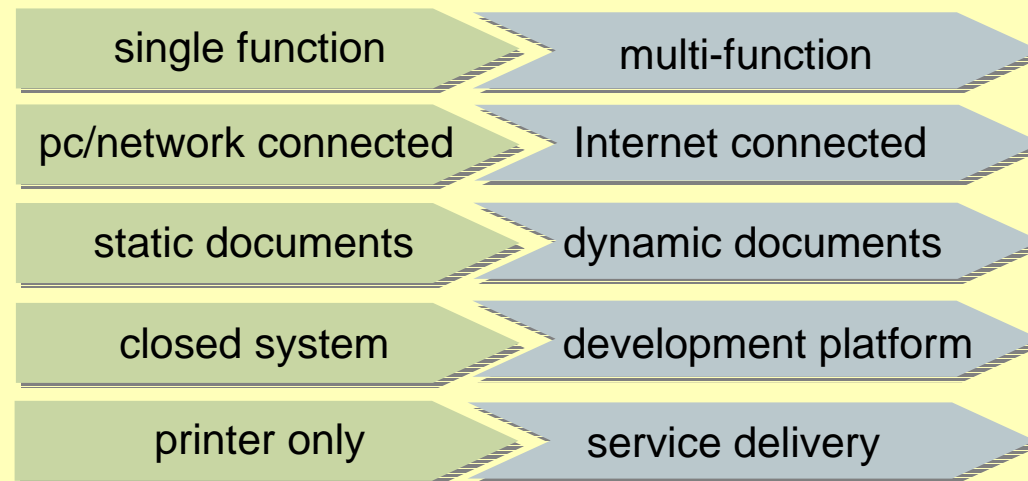 single function multi-function
pc/network connected Internet connected
static documents dynamic documents
closed system development platform
printer only service delivery